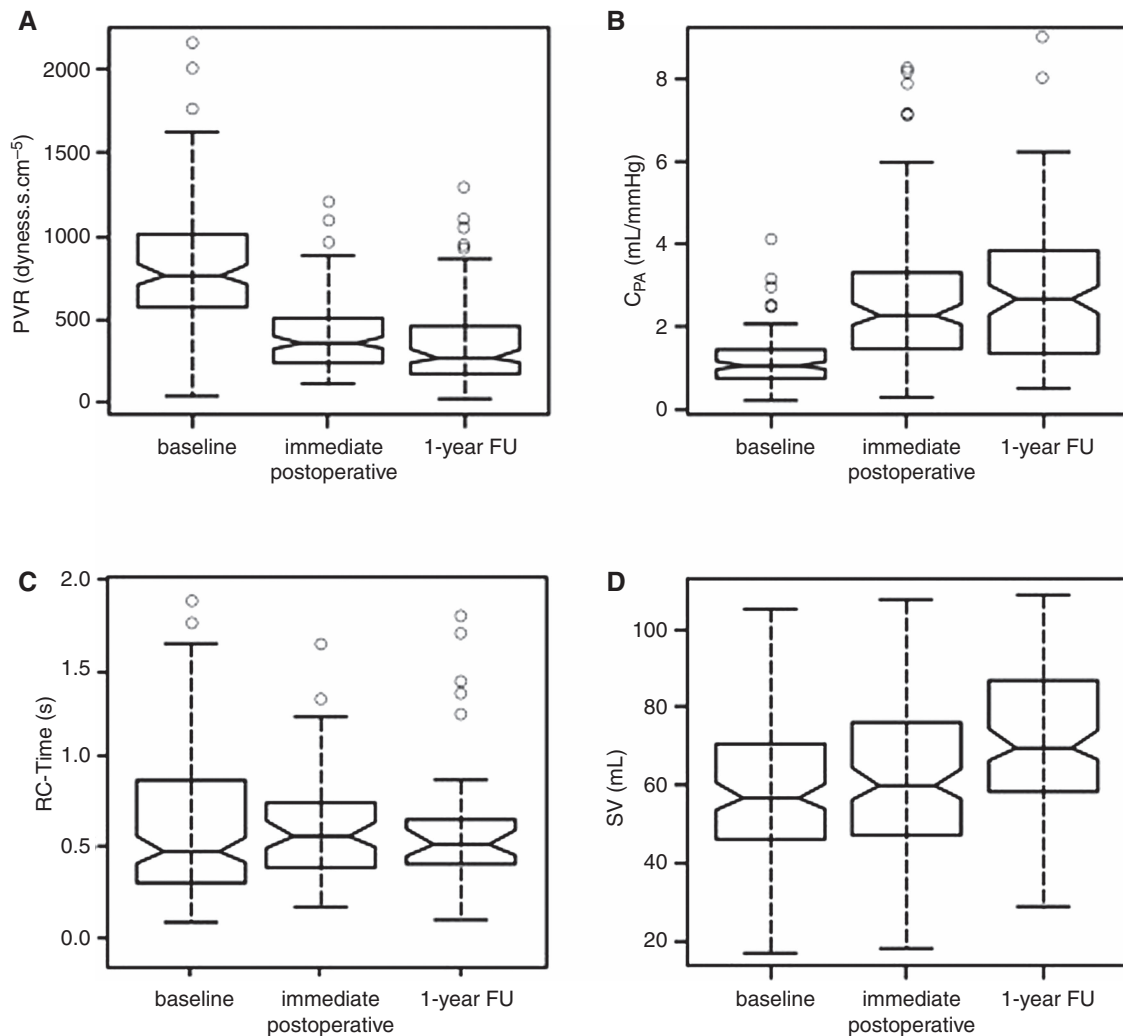 A
PVR (dyness.s.cm⁻⁵)
2000
1500
1000
500
0
baseline
immediate
postoperative
1-year FU
B
C_PA (mL/mmHg)
8
6
4
2
0
baseline
immediate
postoperative
1-year FU
C
RC-Time (s)
2.0
1.5
1.0
0.5
0.0
baseline
immediate
postoperative
1-year FU
D
SV (mL)
100
80
60
40
20
baseline
immediate
postoperative
1-year FU